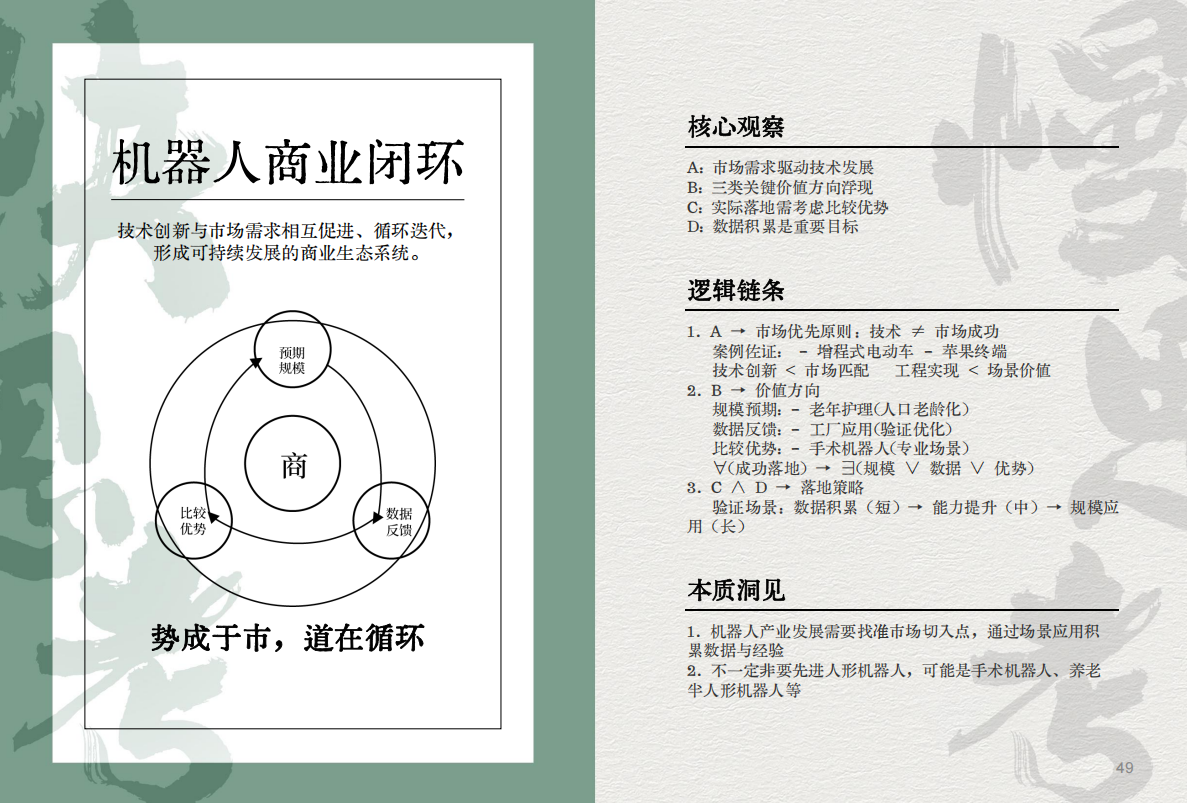 机器人商业闭环
技术创新与市场需求相互促进、循环迭代，
形成可持续发展的商业生态系统。
预期
规模
商
比较
优势
数据
反馈
势成于市，道在循环
核心观察
A：市场需求驱动技术发展
B：三类关键价值方向浮现
C：实际落地需考虑比较优势
D：数据积累是重要目标
逻辑链条
1. A → 市场优先原则：技术 ≠ 市场成功
案例佐证： - 增程式电动车 - 苹果终端
技术创新 < 市场匹配 工程实现 < 场景价值
2. B → 价值方向
规模预期：- 老年护理(人口老龄化)
数据反馈：- 工厂应用(验证优化)
比较优势：- 手术机器人(专业场景)
∀(成功落地) → ∃(规模 ∨ 数据 ∨ 优势)
3. C ∧ D → 落地策略
验证场景：数据积累（短）→ 能力提升（中）→ 规模应
用（长）
本质洞见
1. 机器人产业发展需要找准市场切入点，通过场景应用积
累数据与经验
2. 不一定非要先进人形机器人，可能是手术机器人、养老
半人形机器人等
49